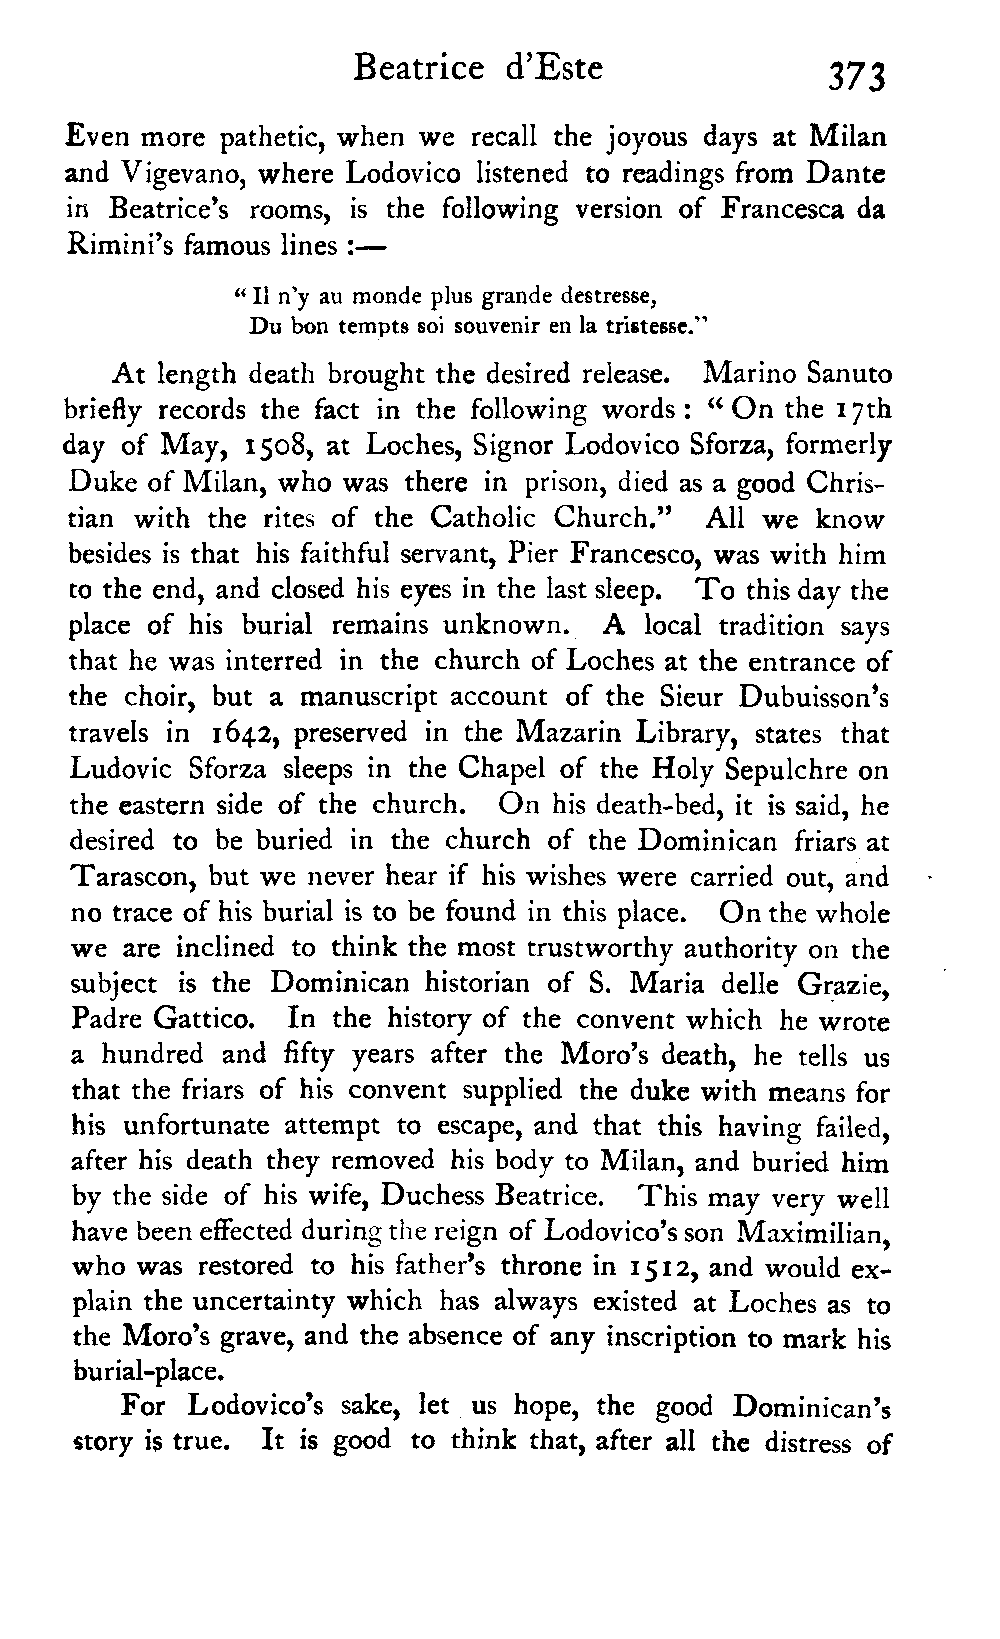 Beatrice d'Este 373
Even more pathetic, when we recall the joyous days at Milan
and Vigevano, where Lodovico listened to readings from Dante
in Beatrice's rooms, is the following version of Francesca da
Rimini's famous lines :—
“ Il n'y au monde plus grande destresse,
Du bon tempts soi souvenir en la tristesse.”
At length death brought the desired release. Marino Sanuto
briefly records the fact in the following words : “ On the 17th
day of May, 1508, at Loches, Signor Lodovico Sforza, formerly
Duke of Milan, who was there in prison, died as a good Chris-
tian with the rites of the Catholic Church.” All we know
besides is that his faithful servant, Pier Francesco, was with him
to the end, and closed his eyes in the last sleep. To this day the
place of his burial remains unknown. A local tradition says
that he was interred in the church of Loches at the entrance of
the choir, but a manuscript account of the Sieur Dubuisson's
travels in 1642, preserved in the Mazarin Library, states that
Ludovic Sforza sleeps in the Chapel of the Holy Sepulchre on
the eastern side of the church. On his death-bed, it is said, he
desired to be buried in the church of the Dominican friars at
Tarascon, but we never hear if his wishes were carried out, and
no trace of his burial is to be found in this place. On the whole
we are inclined to think the most trustworthy authority on the
subject is the Dominican historian of S. Maria delle Grazie,
Padre Gattico. In the history of the convent which he wrote
a hundred and fifty years after the Moro's death, he tells us
that the friars of his convent supplied the duke with means for
his unfortunate attempt to escape, and that this having failed,
after his death they removed his body to Milan, and buried him
by the side of his wife, Duchess Beatrice. This may very well
have been effected during the reign of Lodovico's son Maximilian,
who was restored to his father's throne in 1512, and would ex-
plain the uncertainty which has always existed at Loches as to
the Moro's grave, and the absence of any inscription to mark his
burial-place.
For Lodovico's sake, let us hope, the good Dominican's
story is true. It is good to think that, after all the distress of